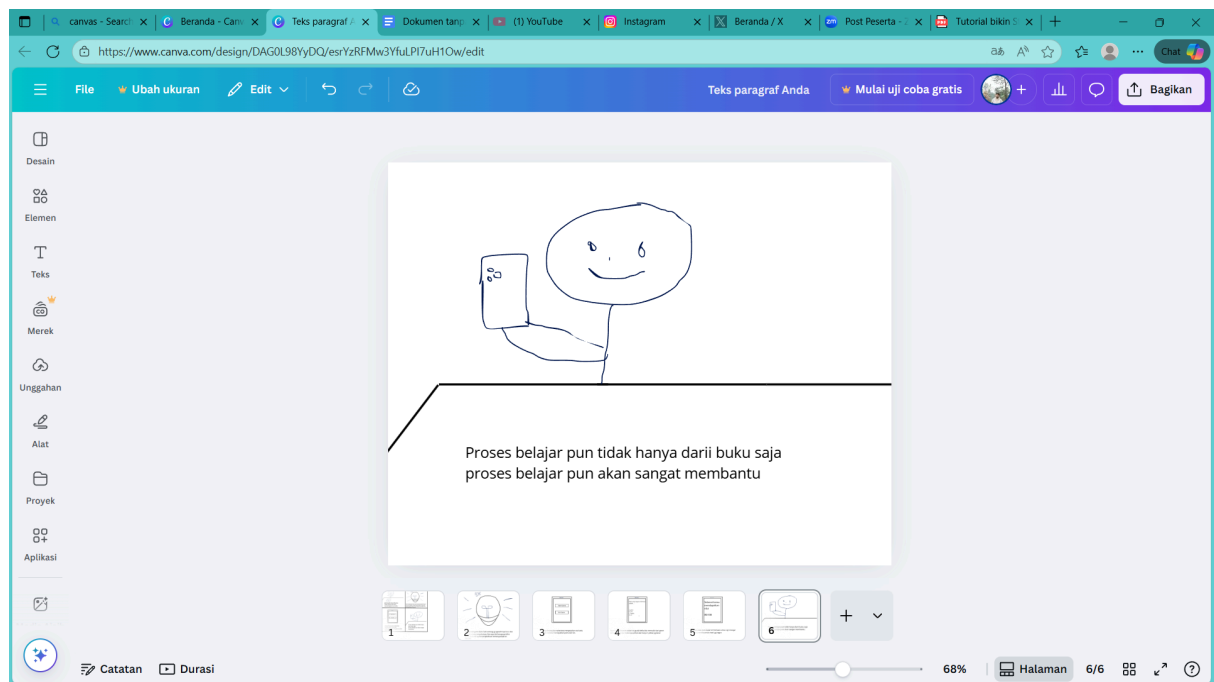 canvas - Search
Beranda - Can
Teks paragraf A
Dokumen tanp
(1) YouTube
Instagram
Beranda / X
Post Peserta - Z
Tutorial bikin S
https://www.canva.com/design/DAG0L98YyDQ/esrYzRFMw3YfuLPI7uH1Ow/edit
Chat
File
Ubah ukuran
Edit
Teks paragraf Anda
Mulai uji coba gratis
Bagikan
Desain
Elemen
Teks
Merek
Unggahan
Alat
Proyek
Aplikasi
Proses belajar pun tidak hanya darii buku saja
proses belajar pun akan sangat membantu
1
2
3
4
5
6
Catatan
Durasi
68%
Halaman
6/6